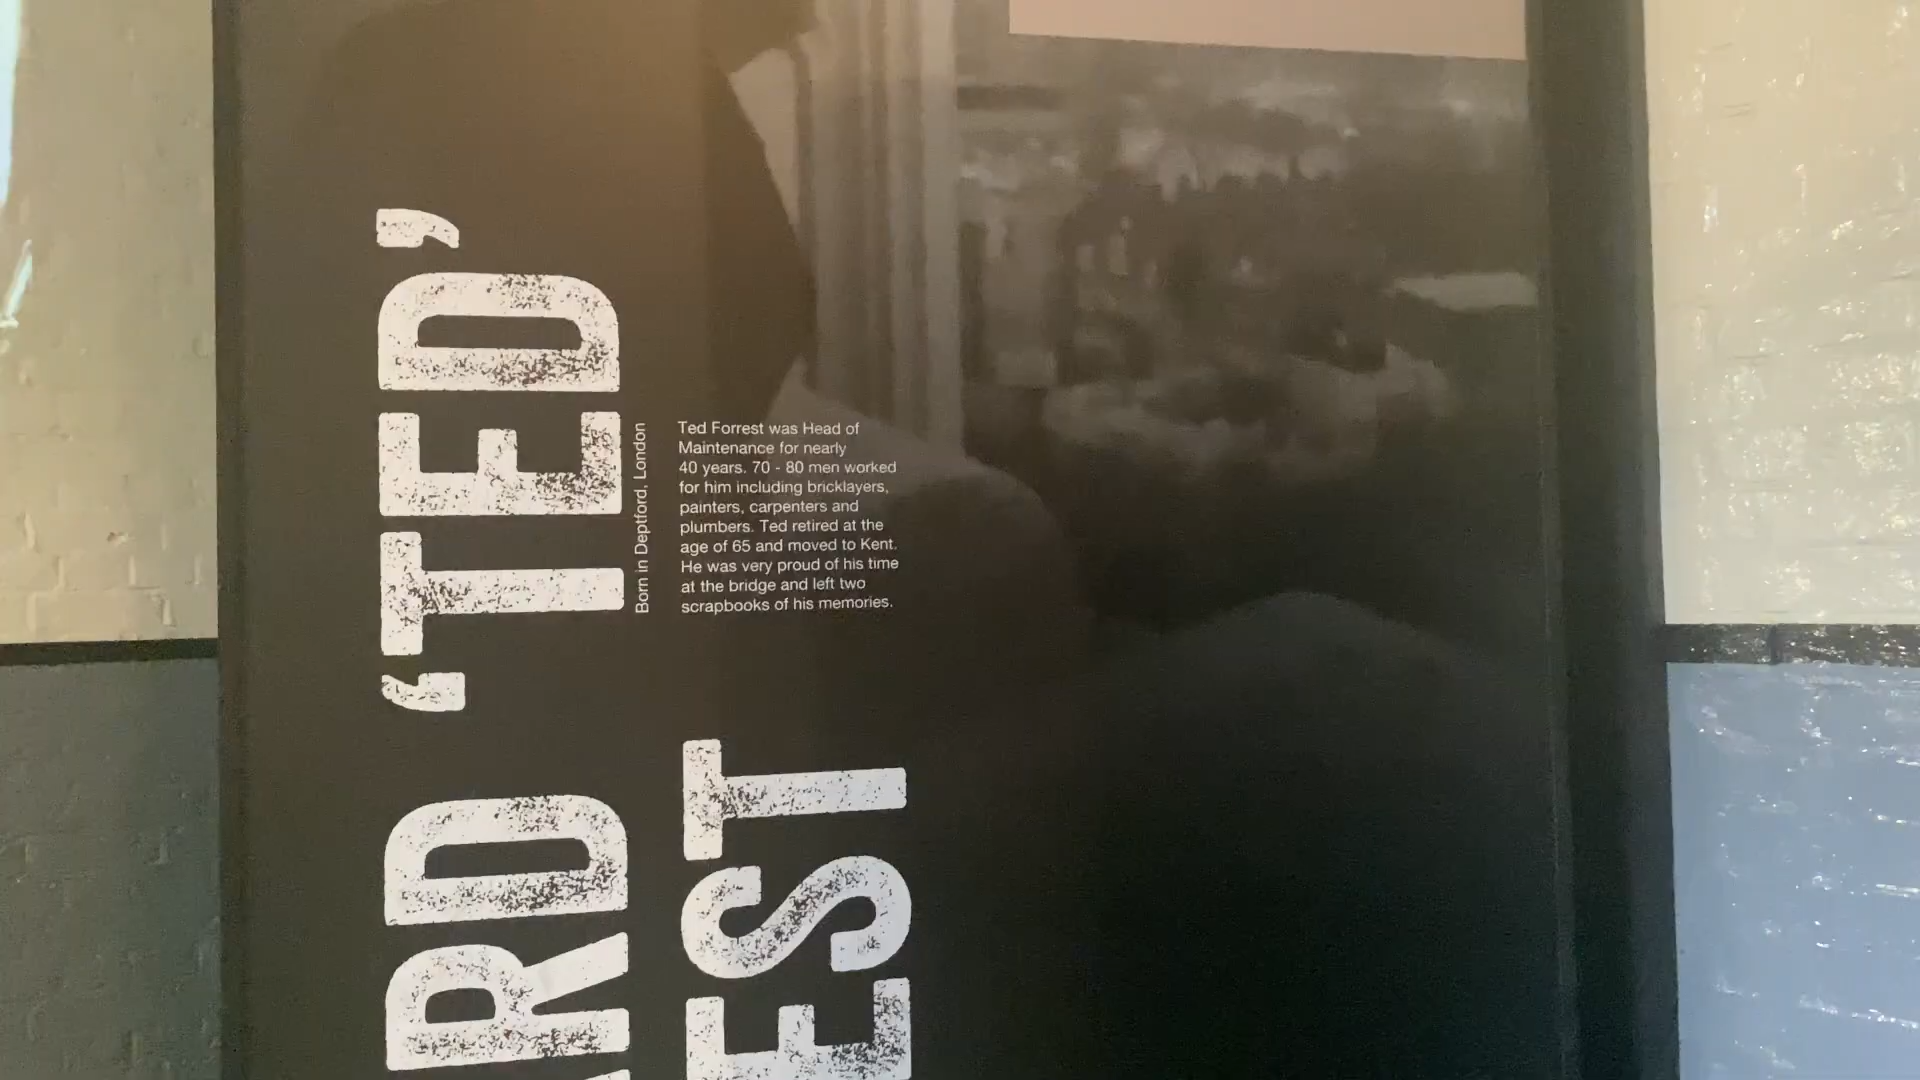 RD ‘TED’
EST
Born in Deptford, London
Ted Forrest was Head of
Maintenance for nearly
40 years. 70 - 80 men worked
for him including bricklayers,
painters, carpenters and
plumbers. Ted retired at the
age of 65 and moved to Kent.
He was very proud of his time
at the bridge and left two
scrapbooks of his memories.